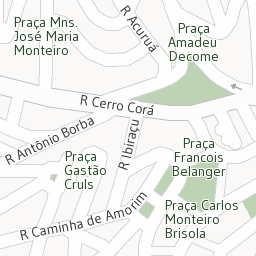 Praça Mns.
José Maria
Monteiro
R Acuruá
Praça
Amadeu
Decome
R Cerro Corá
R Antônio Borba
R Ibiraçu
Praça
Francois
Belanger
Praça
Gastão
Cruls
Praça Carlos
Monteiro
Brisola
R Caminha de Amorim